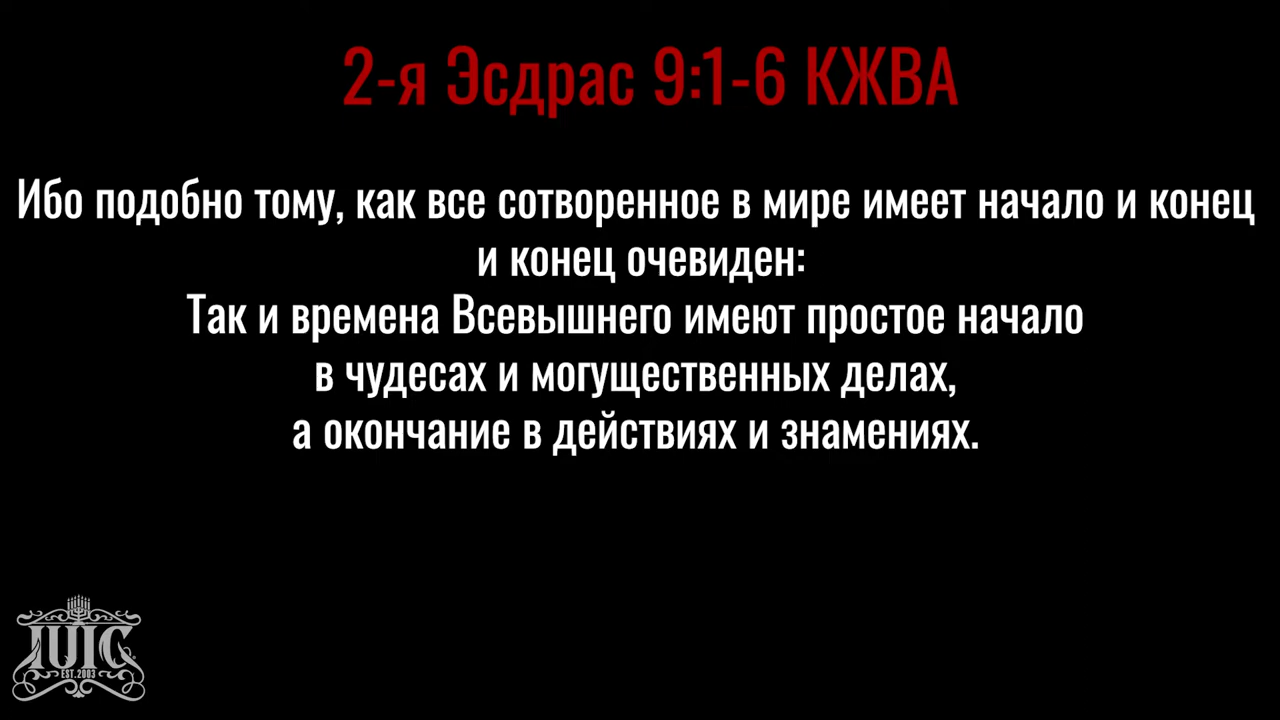 2-я Эсдрас 9:1-6 КЖВА
Ибо подобно тому, как все сотворенное в мире имеет начало и конец
и конец очевиден:
Так и времена Всевышнего имеют простое начало
в чудесах и могущественных делах,
а окончание в действиях и знамениях.
IUIC
EST.2003